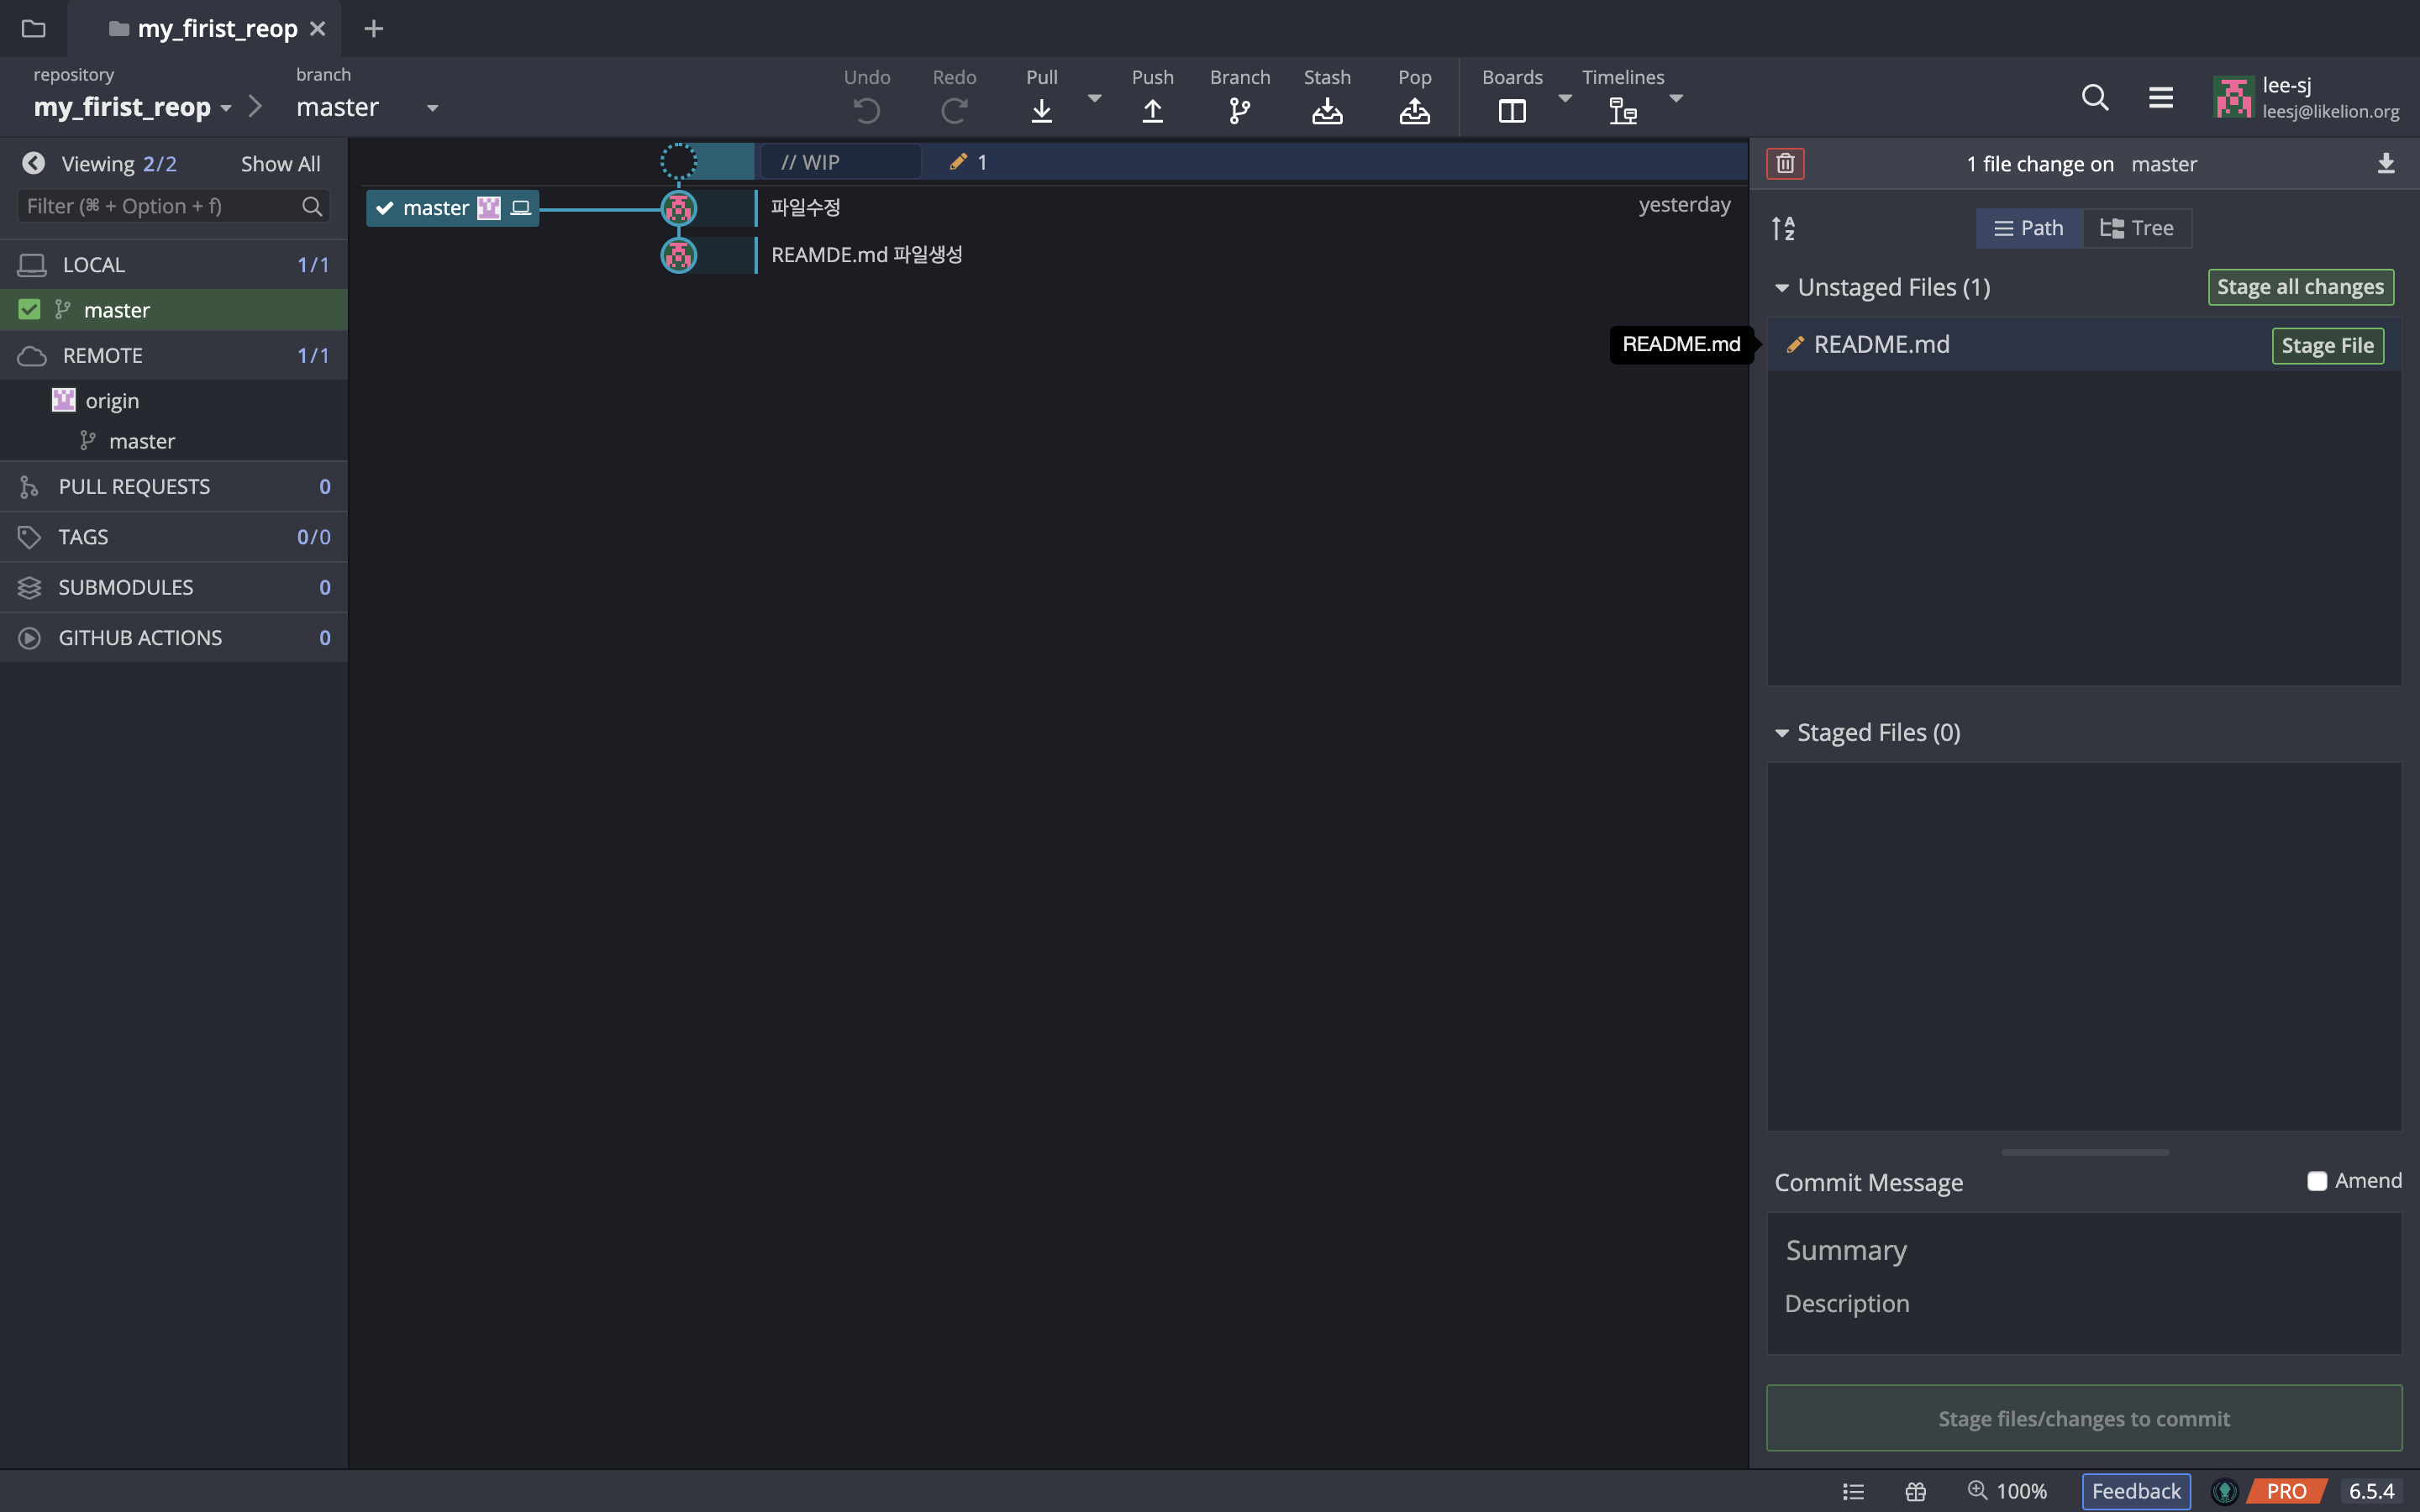 my_firist_reop
repository
my_firist_reop
branch
master
Undo
Redo
Pull
Push
Branch
Stash
Pop
Boards
Timelines
lee-sj
leesj@likelion.org
Viewing 2/2
Show All
Filter (⌘ + Option + f)
LOCAL 1/1
master
REMOTE 1/1
origin
master
PULL REQUESTS 0
TAGS 0/0
SUBMODULES 0
GITHUB ACTIONS 0
// WIP
1
master
파일수정
yesterday
REAMDE.md 파일생성
1 file change on master
A
Z
Path
Tree
Unstaged Files (1)
Stage all changes
README.md
README.md
Stage File
Staged Files (0)
Commit Message
Amend
Summary
Description
Stage files/changes to commit
100%
Feedback
PRO
6.5.4